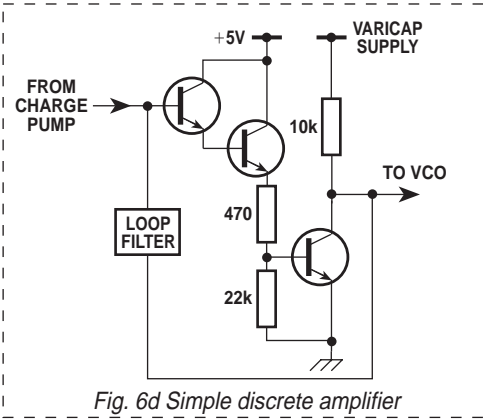 +5V
VARICAP
SUPPLY
FROM
CHARGE
PUMP
10k
TO VCO
LOOP
FILTER
470
22k
Fig. 6d Simple discrete amplifier